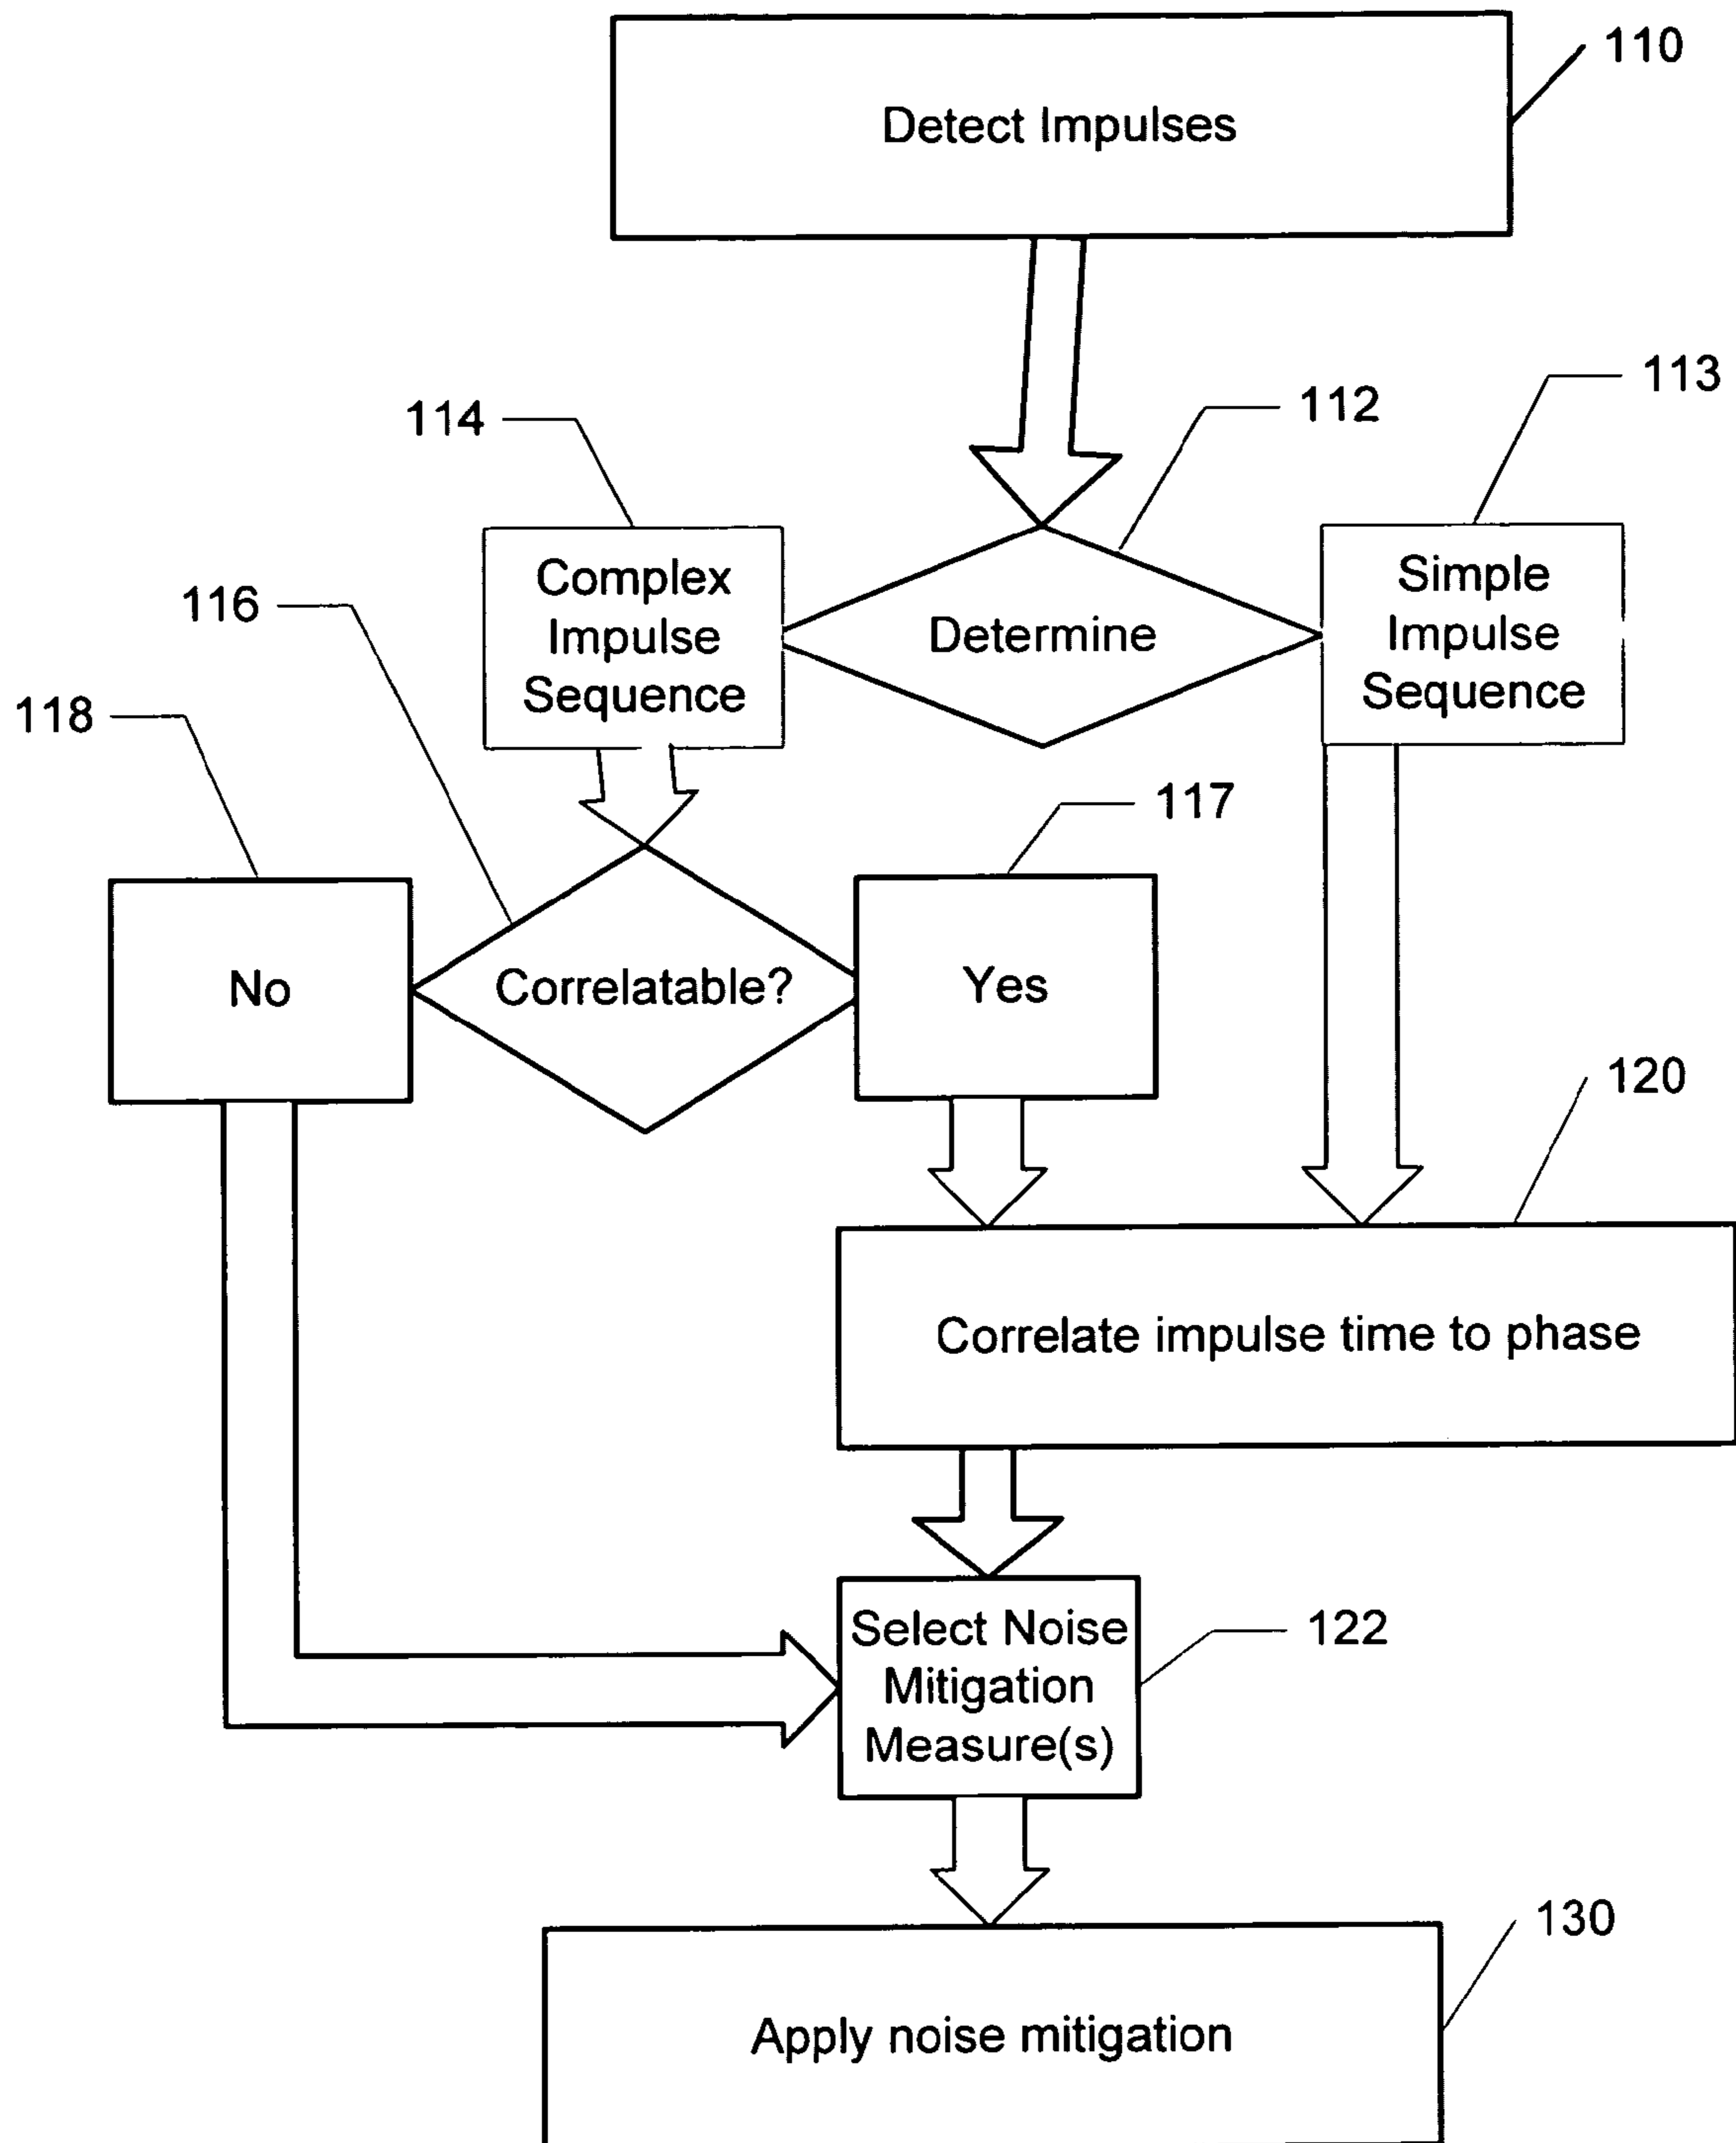 110
Detect Impulses
113
112
114
Complex
Impulse
Sequence
Determine
Simple
Impulse
Sequence
116
118
117
No
Correlatable?
Yes
120
Correlate impulse time to phase
Select Noise
Mitigation
Measure(s)
122
130
Apply noise mitigation